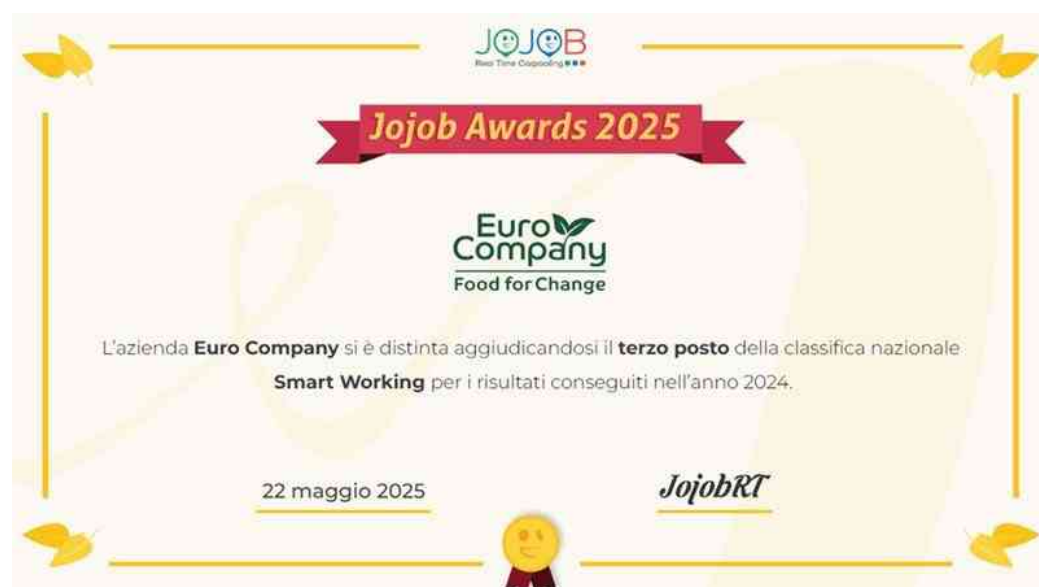 JOJOB
Real Time Carpooling
Jojob Awards 2025
Euro
Company
Food for Change
L'azienda Euro Company si è distinta aggiudicandosi il terzo posto della classifica nazionale
Smart Working per i risultati conseguiti nell'anno 2024.
22 maggio 2025
JojobRT